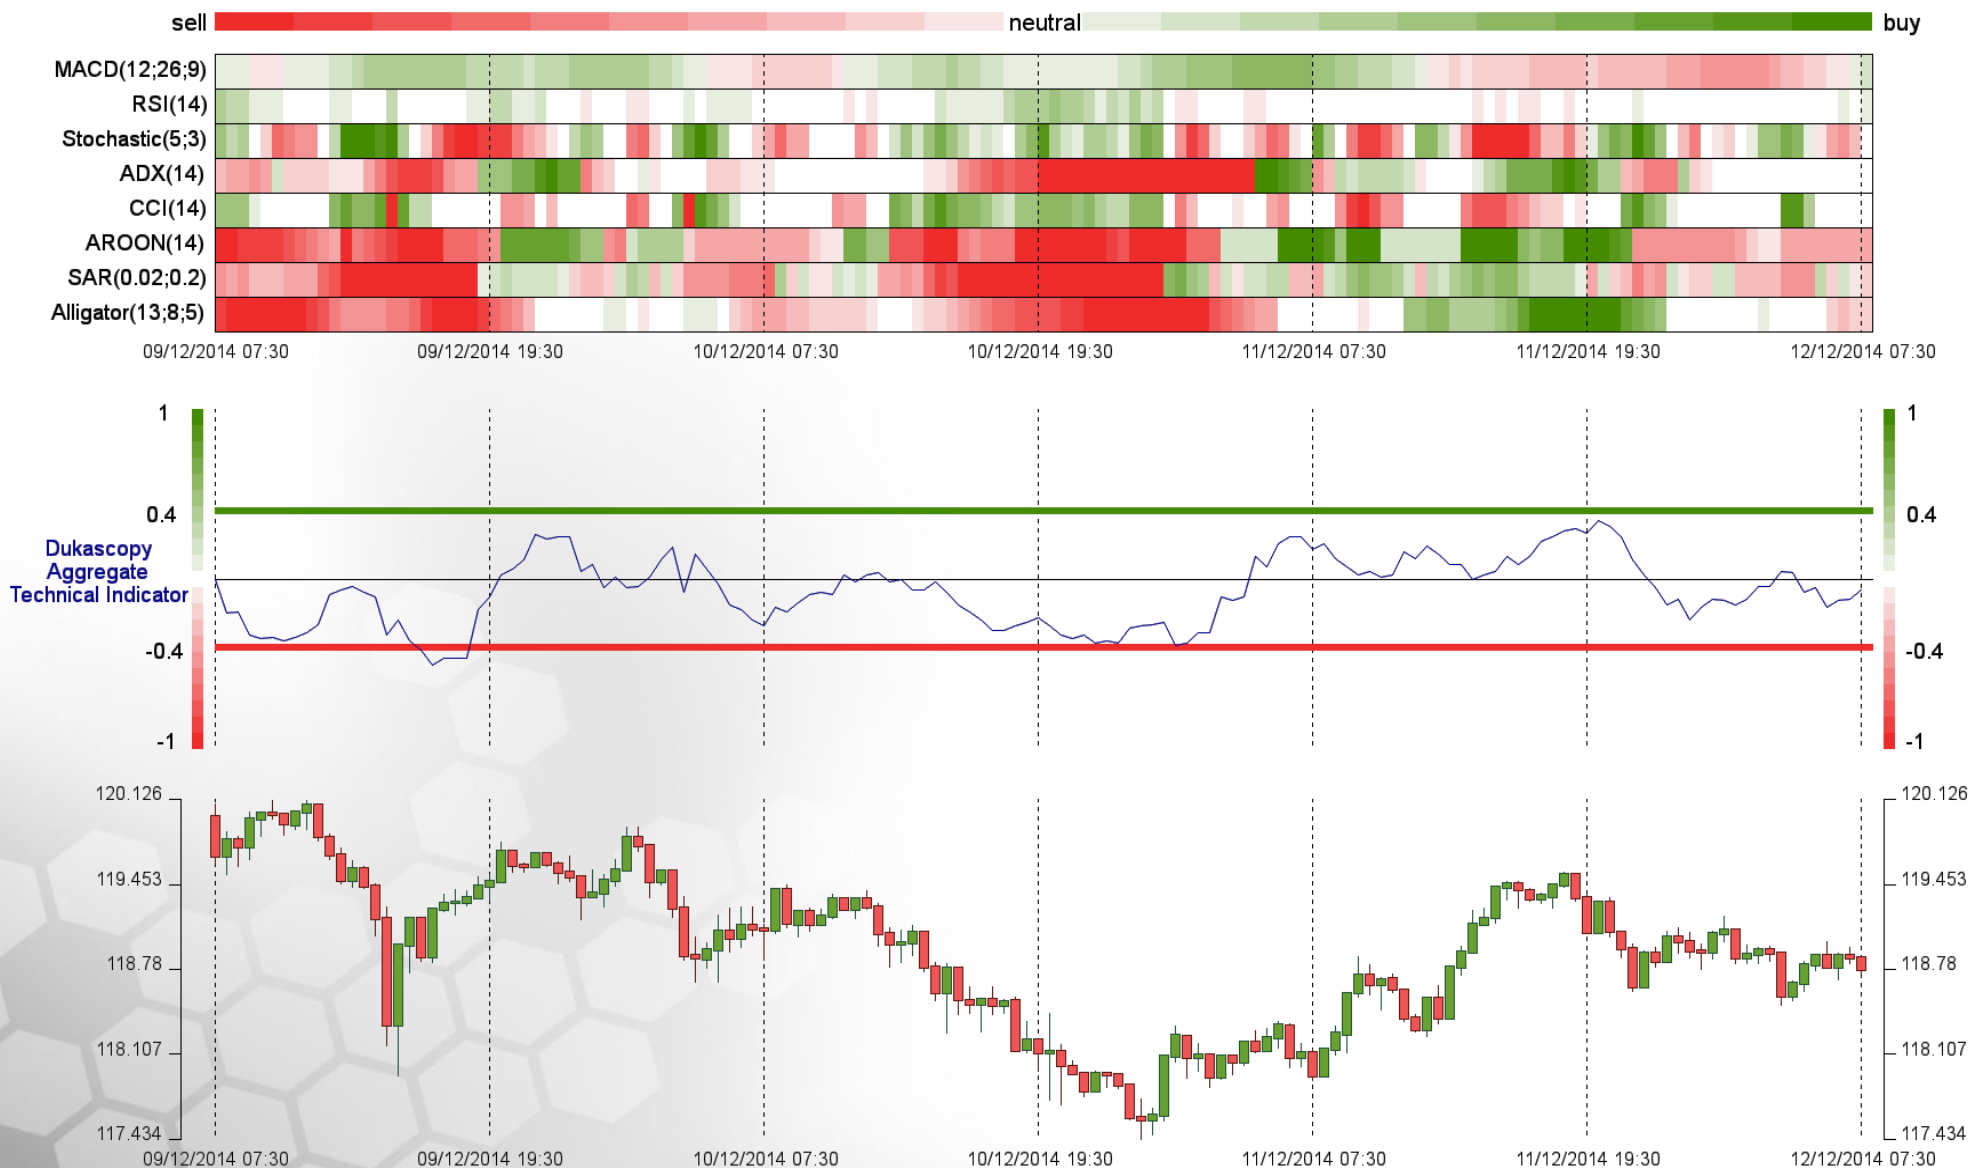 sell neutral buy
MACD(12;26;9)
RSI(14)
Stochastic(5;3)
ADX(14)
CCI(14)
AROON(14)
SAR(0.02;0.2)
Alligator(13;8;5)
09/12/2014 07:30 09/12/2014 19:30 10/12/2014 07:30 10/12/2014 19:30 11/12/2014 07:30 11/12/2014 19:30 12/12/2014 07:30
1 1
0.4 0.4
Dukascopy
Aggregate
Technical Indicator
-0.4 -0.4
-1 -1
120.126 120.126
119.453 119.453
118.78 118.78
118.107 118.107
117.434 117.434
09/12/2014 07:30 09/12/2014 19:30 10/12/2014 07:30 10/12/2014 19:30 11/12/2014 07:30 11/12/2014 19:30 12/12/2014 07:30